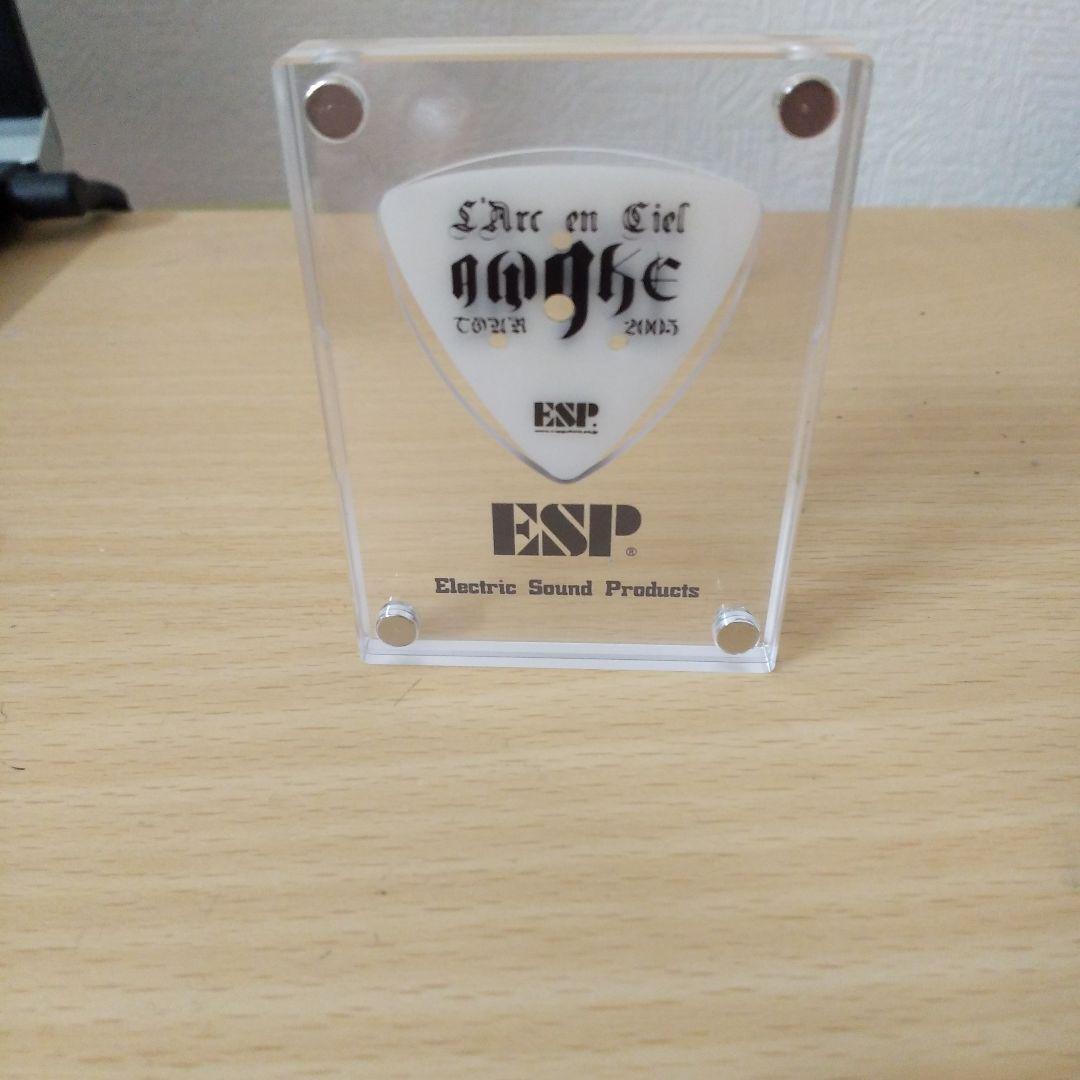 L'Arc en Ciel
AWAKE
TOUR 2005
ESP.
ESP®
Electric Sound Products